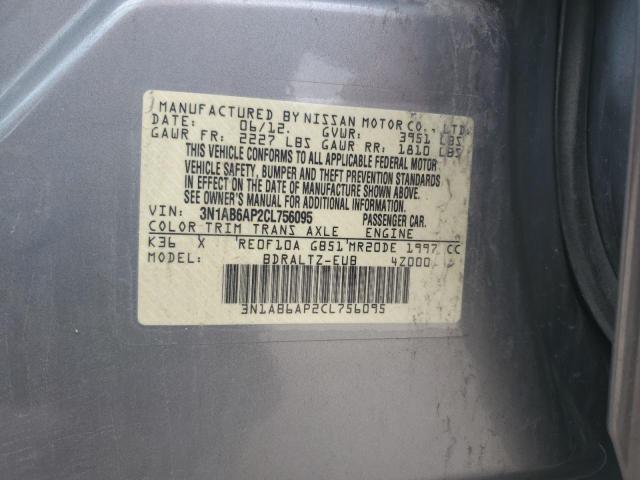 MANUFACTURED BY NISSAN MOTOR CO., LTD.
DATE: 06/12. GVWR: 3951 LBS
GAWR FR: 2227 LBS GAWR RR: 1810 LBS
THIS VEHICLE CONFORMS TO ALL APPLICABLE FEDERAL MOTOR
VEHICLE SAFETY, BUMPER AND THEFT PREVENTION STANDARDS
IN EFFECT ON THE DATE OF MANUFACTURE SHOWN ABOVE.
SEE OWNER'S MANUAL FOR ADDITIONAL INFORMATION.
VIN: 3N1AB6AP2CL756095 PASSENGER CAR.
COLOR TRIM TRANS AXLE ENGINE
K36 X RE0F10A GB51 MR20DE 1997 CC
BDRALTZ-EUB 4Z000
3N1AB6AP2CL756095